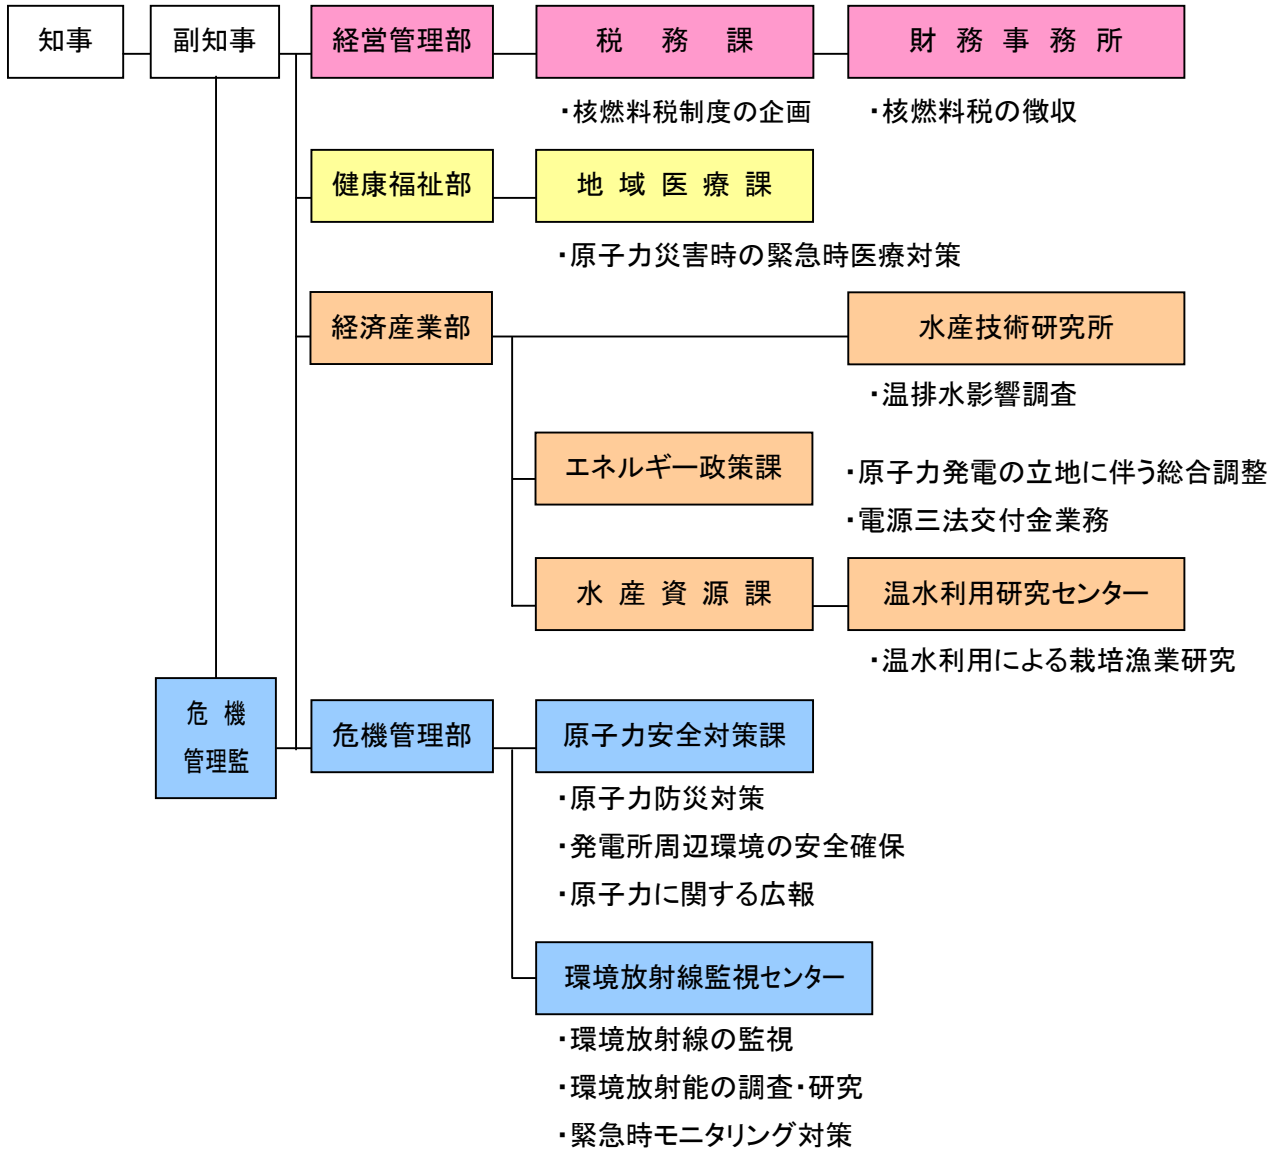 知事
副知事
経営管理部
税務課
財務事務所
・核燃料税制度の企画
・核燃料税の徴収
健康福祉部
地域医療課
・原子力災害時の緊急時医療対策
経済産業部
水産技術研究所
・温排水影響調査
エネルギー政策課
・原子力発電の立地に伴う総合調整
・電源三法交付金業務
水産資源課
温水利用研究センター
・温水利用による栽培漁業研究
危機
管理監
危機管理部
原子力安全対策課
・原子力防災対策
・発電所周辺環境の安全確保
・原子力に関する広報
環境放射線監視センター
・環境放射線の監視
・環境放射能の調査・研究
・緊急時モニタリング対策